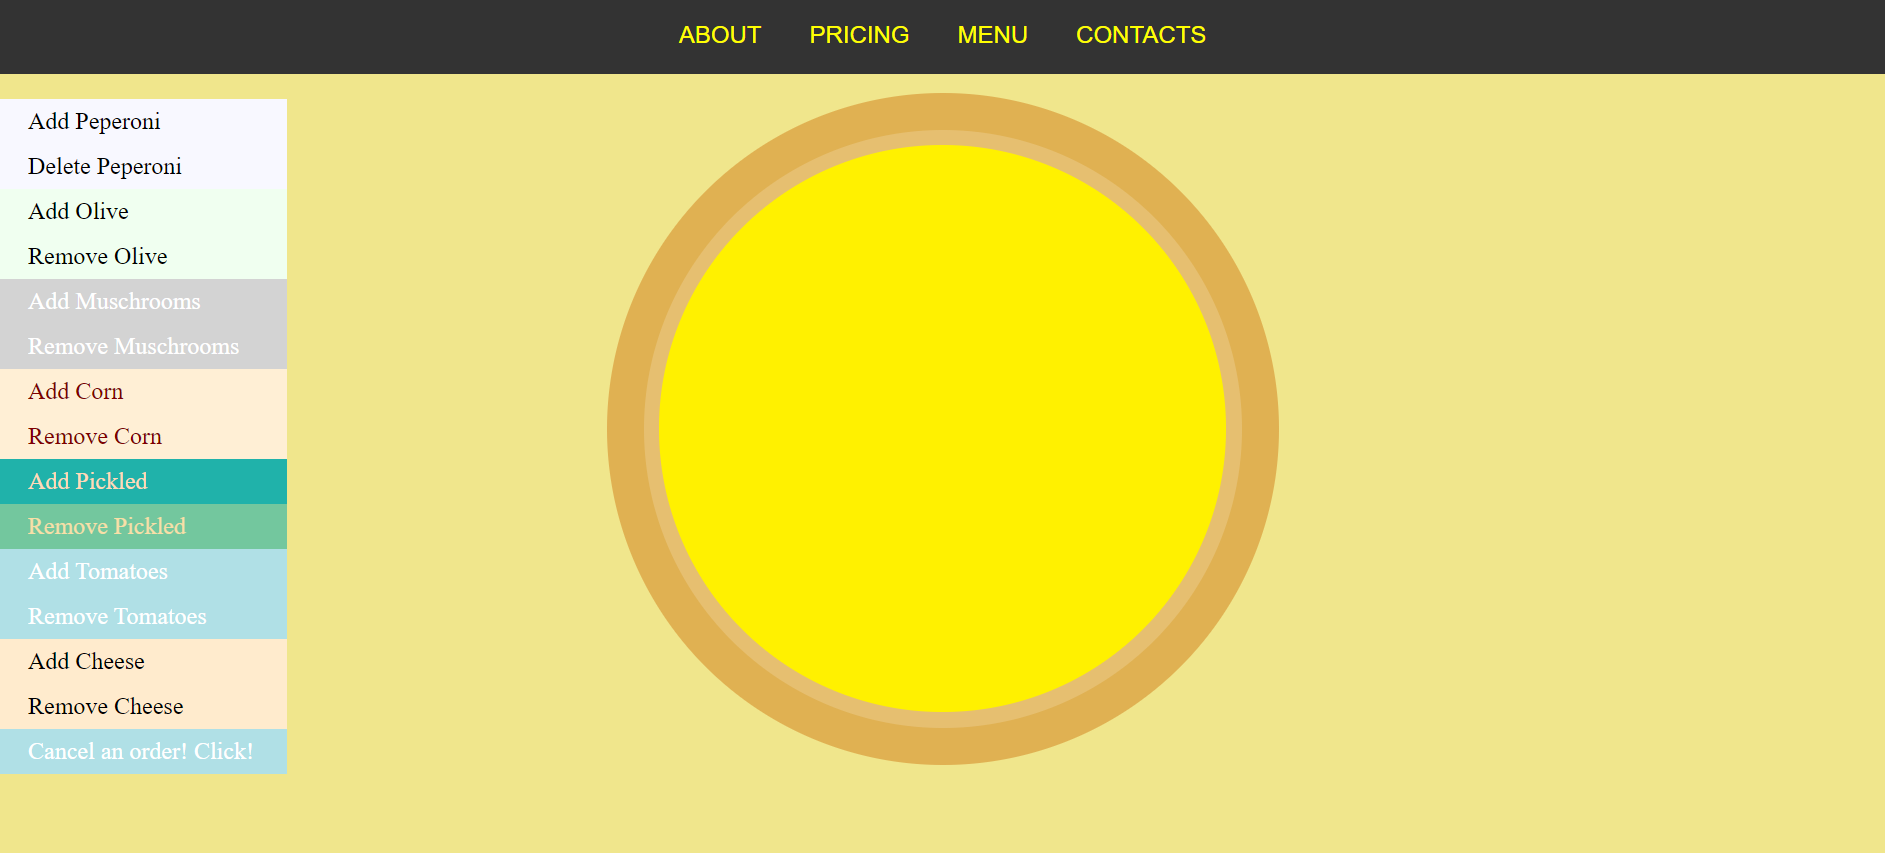 ABOUT PRICING MENU CONTACTS
Add Peperoni
Delete Peperoni
Add Olive
Remove Olive
Add Muschrooms
Remove Muschrooms
Add Corn
Remove Corn
Add Pickled
Remove Pickled
Add Tomatoes
Remove Tomatoes
Add Cheese
Remove Cheese
Cancel an order! Click!